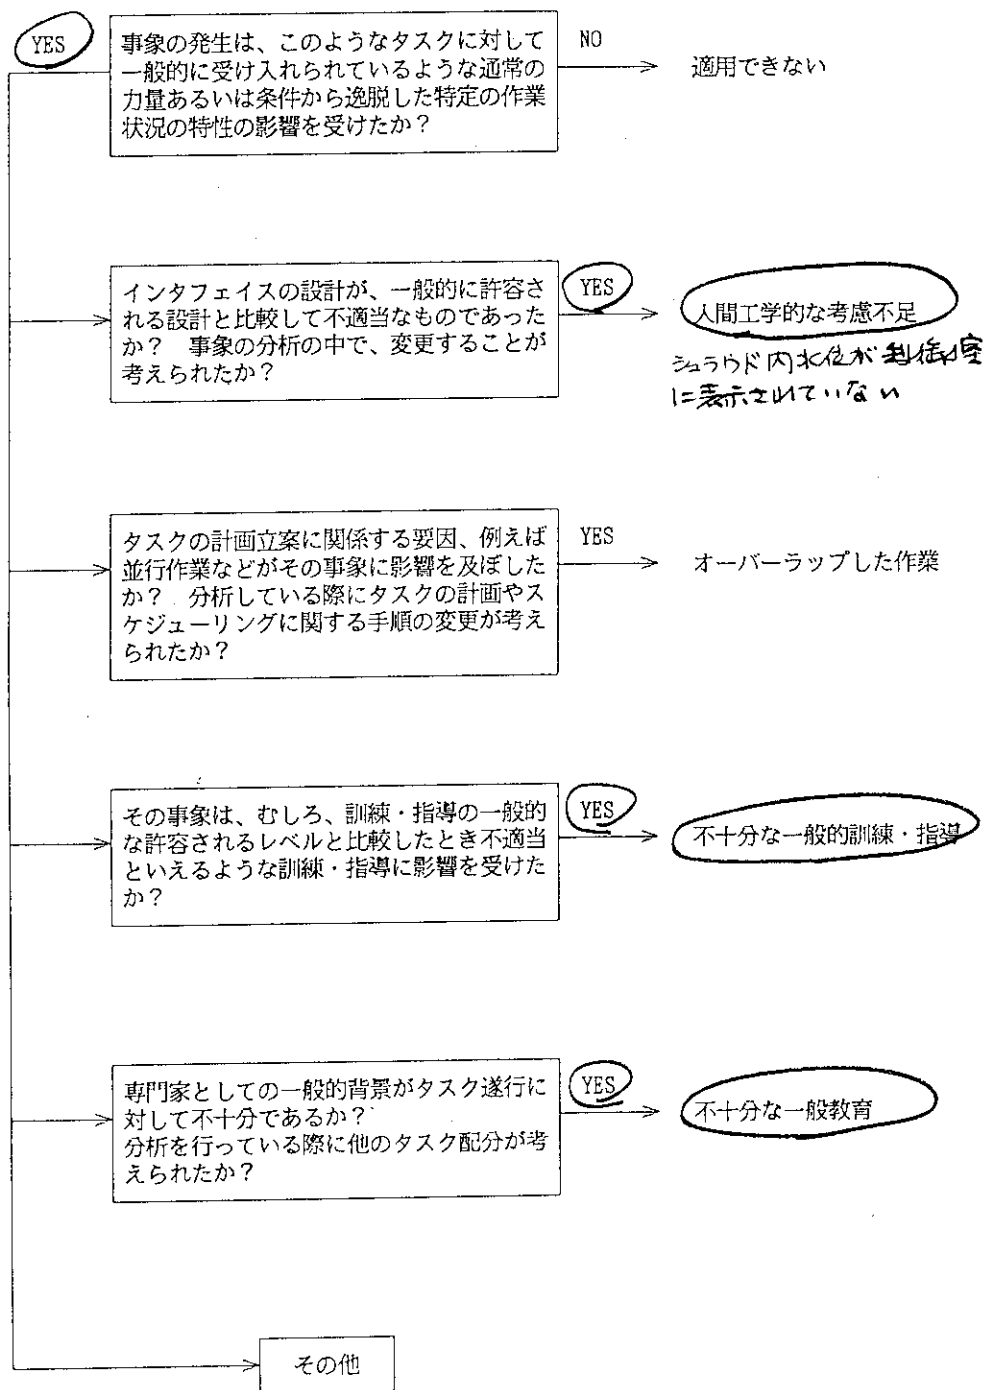 YES
事象の発生は、このようなタスクに対して
一般的に受け入れられているような通常の
力量あるいは条件から逸脱した特定の作業
状況の特性の影響を受けたか？
NO
適用できない
インタフェイスの設計が、一般的に許容さ
れる設計と比較して不適当なものであった
か？　事象の分析の中で、変更することが
考えられたか？
YES
人間工学的な考慮不足
シュラウド内水位が制御室
に表示されていない
タスクの計画立案に関係する要因、例えば
並行作業などがその事象に影響を及ぼした
か？　分析している際にタスクの計画やス
ケジューリングに関する手順の変更が考え
られたか？
YES
オーバーラップした作業
その事象は、むしろ、訓練・指導の一般的
な許容されるレベルと比較したとき不適当
といえるような訓練・指導に影響を受けた
か？
YES
不十分な一般的訓練・指導
専門家としての一般的背景がタスク遂行に
対して不十分であるか？
分析を行っている際に他のタスク配分が考
えられたか？
YES
不十分な一般教育
その他